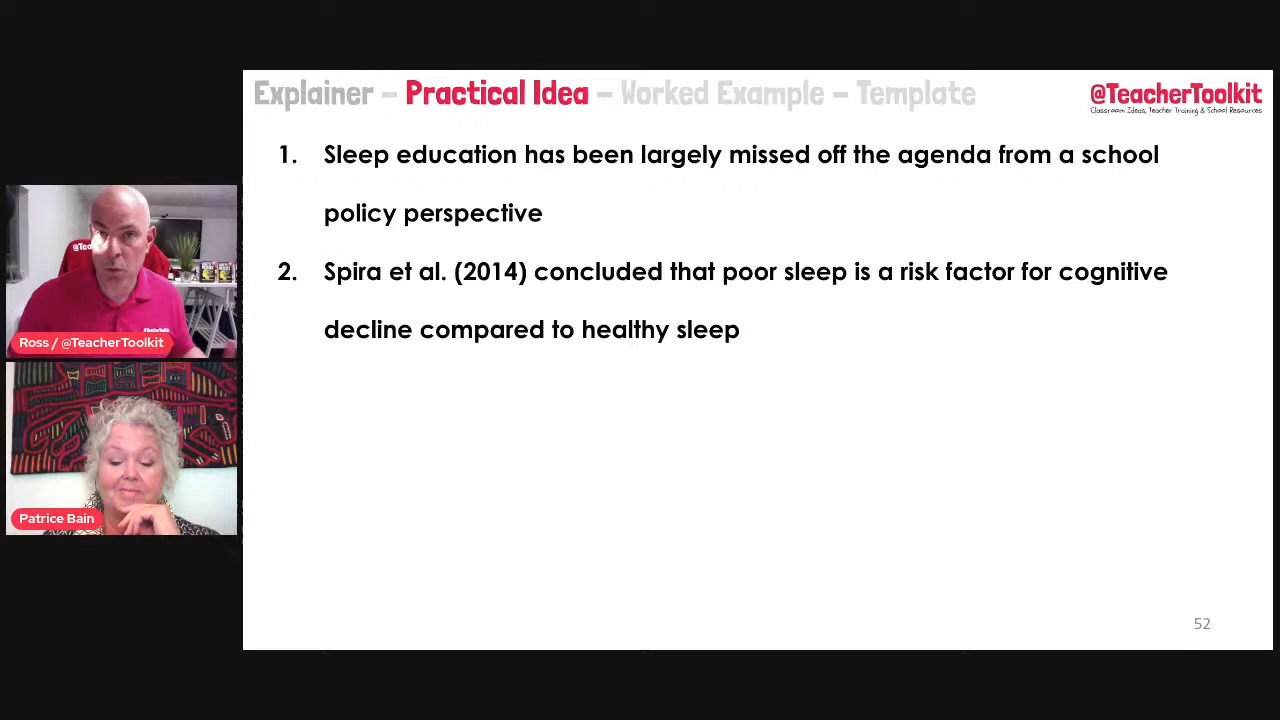 Explainer – Practical Idea – Worked Example – Template
@TeacherToolkit
Classroom Ideas, Teacher Training & School Resources
1. Sleep education has been largely missed off the agenda from a school
policy perspective
2. Spira et al. (2014) concluded that poor sleep is a risk factor for cognitive
decline compared to healthy sleep
@Tea
Ross / @TeacherToolkit
Patrice Bain
52